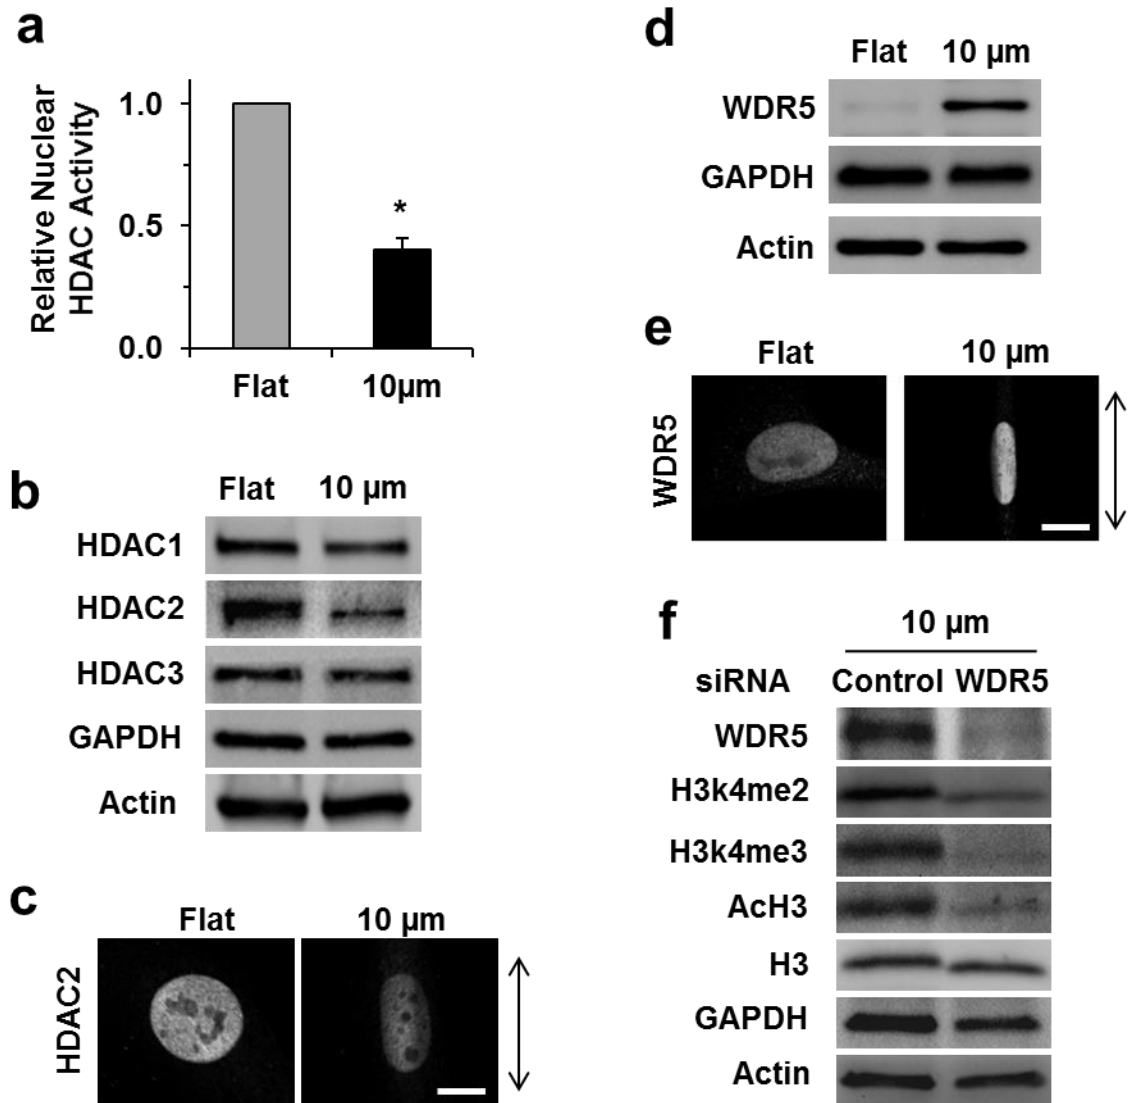 a
Relative Nuclear
HDAC Activity
1.0
0.5
0.0
*
Flat 10µm
b
Flat 10 µm
HDAC1
HDAC2
HDAC3
GAPDH
Actin
c
Flat 10 µm
HDAC2
d
Flat 10 µm
WDR5
GAPDH
Actin
e
Flat 10 µm
WDR5
f
10 µm
siRNA Control WDR5
WDR5
H3k4me2
H3k4me3
AcH3
H3
GAPDH
Actin